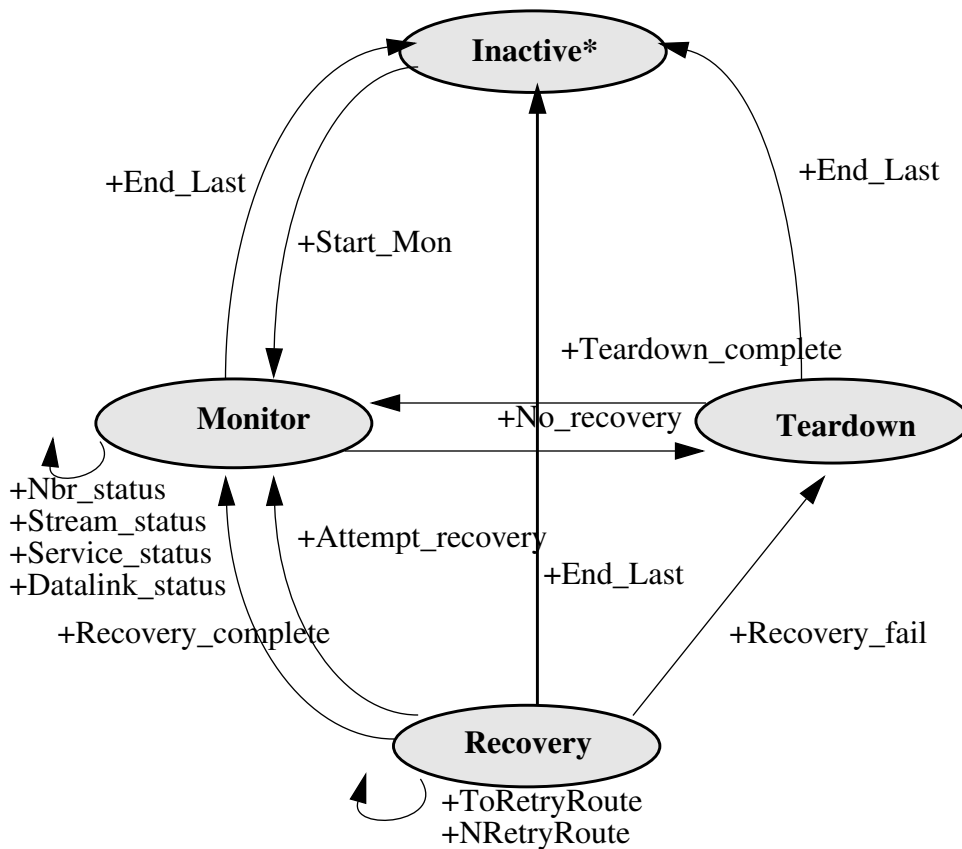 Inactive*
+End_Last
+End_Last
+Start_Mon
+Teardown_complete
Monitor
+No_recovery
Teardown
+Nbr_status
+Stream_status
+Service_status
+Datalink_status
+Attempt_recovery
+End_Last
+Recovery_complete
+Recovery_fail
Recovery
+ToRetryRoute
+NRetryRoute